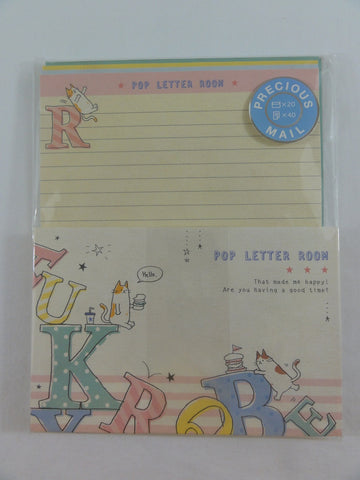 ★ POP LETTER ROOM ★
PRECIOUS
×20
×40
MAIL
R
POP LETTER ROOM
★ ★ ★
That made me happy!
Are you having a good time?
Hello.
U
K R O B E